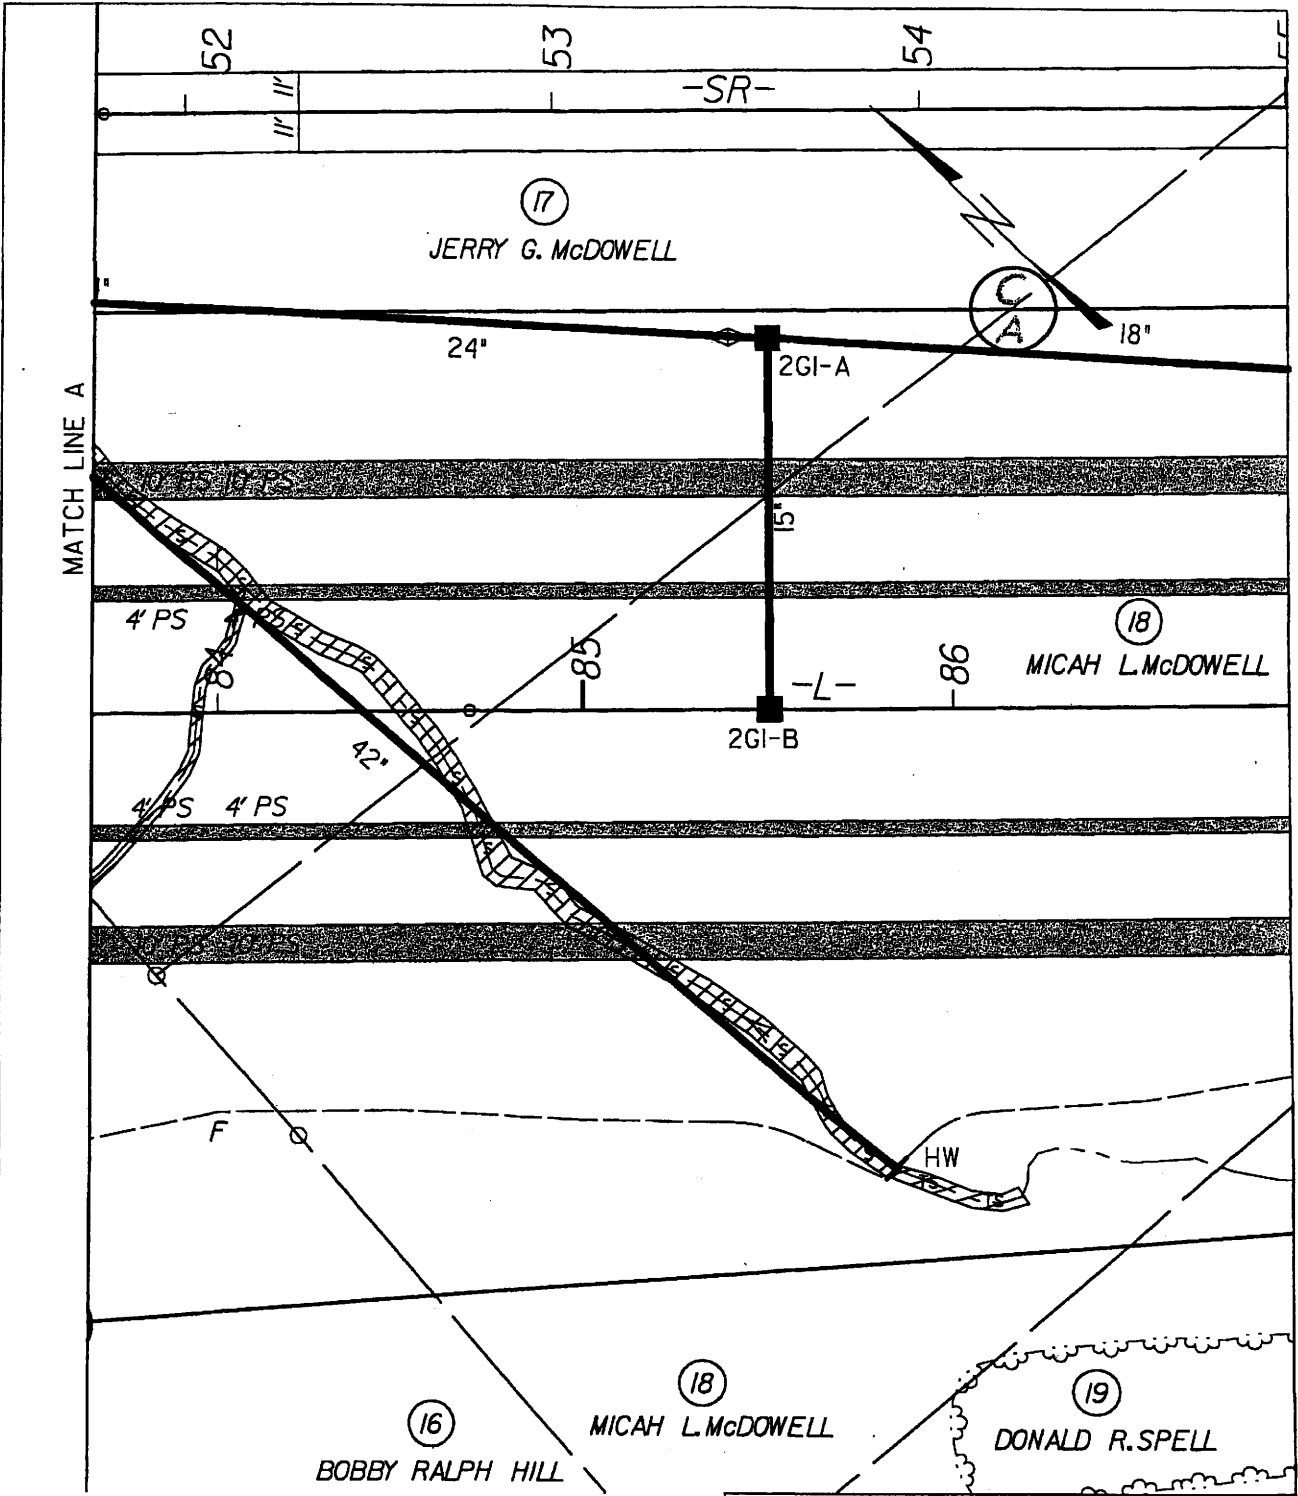 52
53
54
11'
11'
-SR-
N
17
JERRY G. McDOWELL
C
A
24"
18"
2GI-A
MATCH LINE A
10' PS 10' PS
15"
4' PS 4' PS
18
MICAH L. McDOWELL
85
86
-L-
2GI-B
42"
4' PS 4' PS
10' PS 10' PS
F
HW
18
MICAH L. McDOWELL
19
DONALD R. SPELL
16
BOBBY RALPH HILL